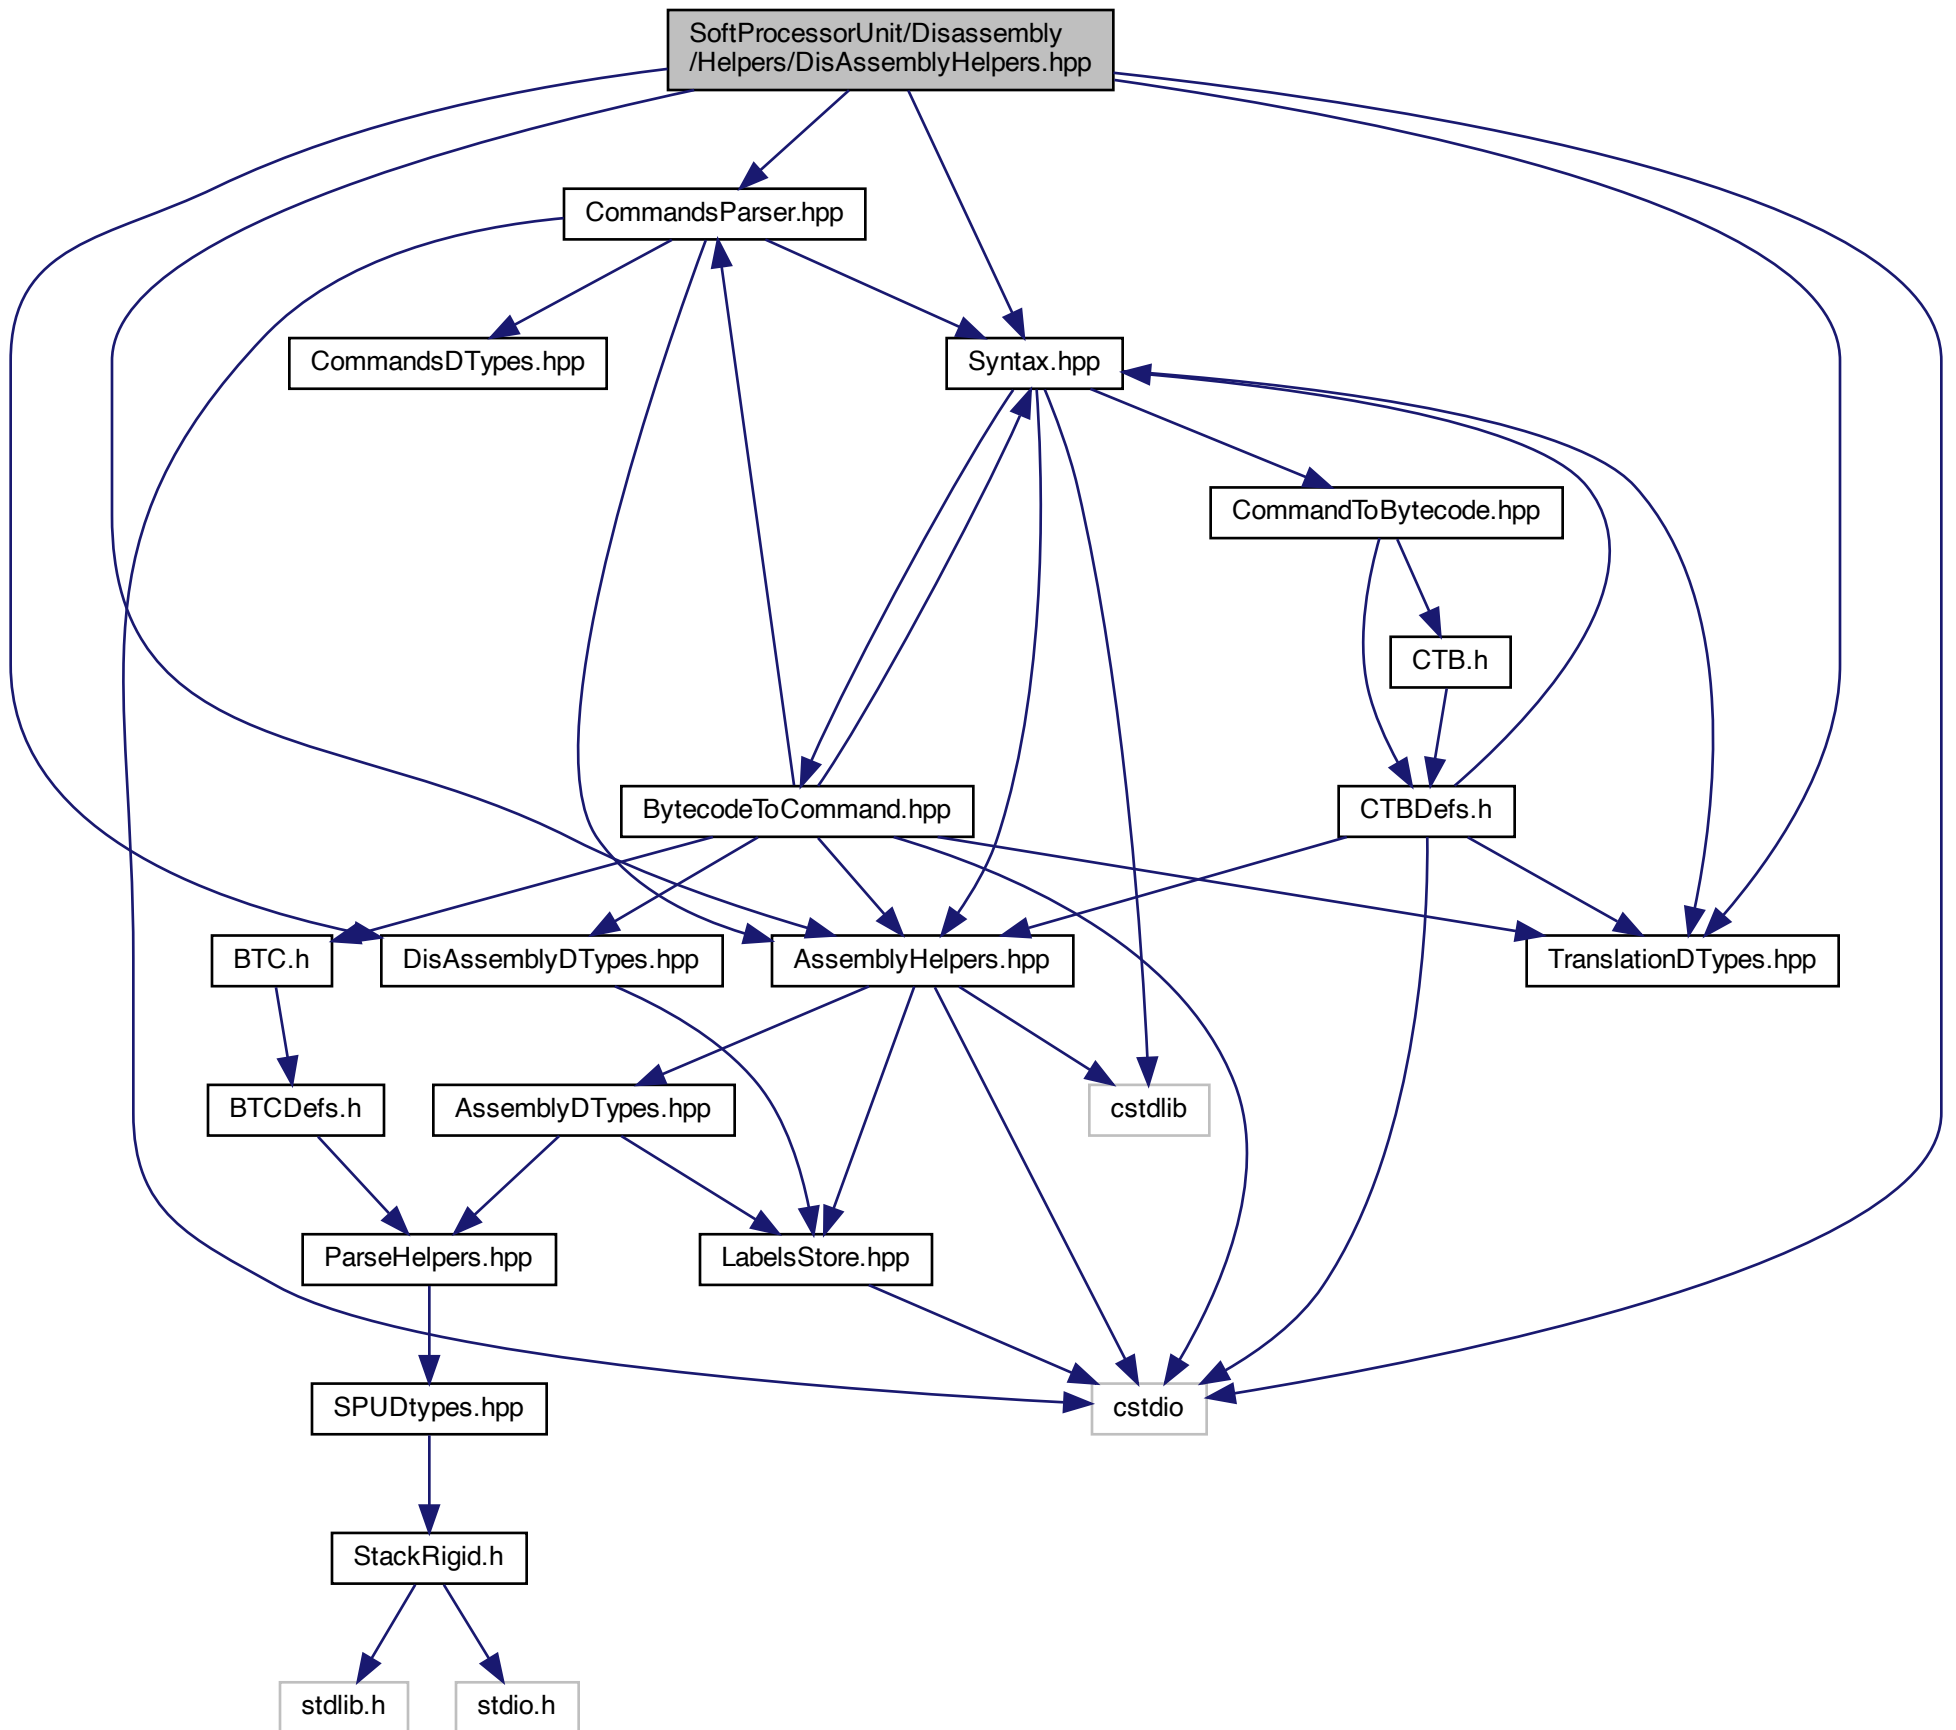 SoftProcessorUnit/Disassembly
/Helpers/DisAssemblyHelpers.hpp
CommandsParser.hpp
CommandsDTypes.hpp
Syntax.hpp
CommandToBytecode.hpp
CTB.h
BytecodeToCommand.hpp
CTBDefs.h
BTC.h
DisAssemblyDTypes.hpp
AssemblyHelpers.hpp
TranslationDTypes.hpp
BTCDefs.h
AssemblyDTypes.hpp
cstdlib
ParseHelpers.hpp
LabelsStore.hpp
SPUDtypes.hpp
cstdio
StackRigid.h
stdlib.h
stdio.h